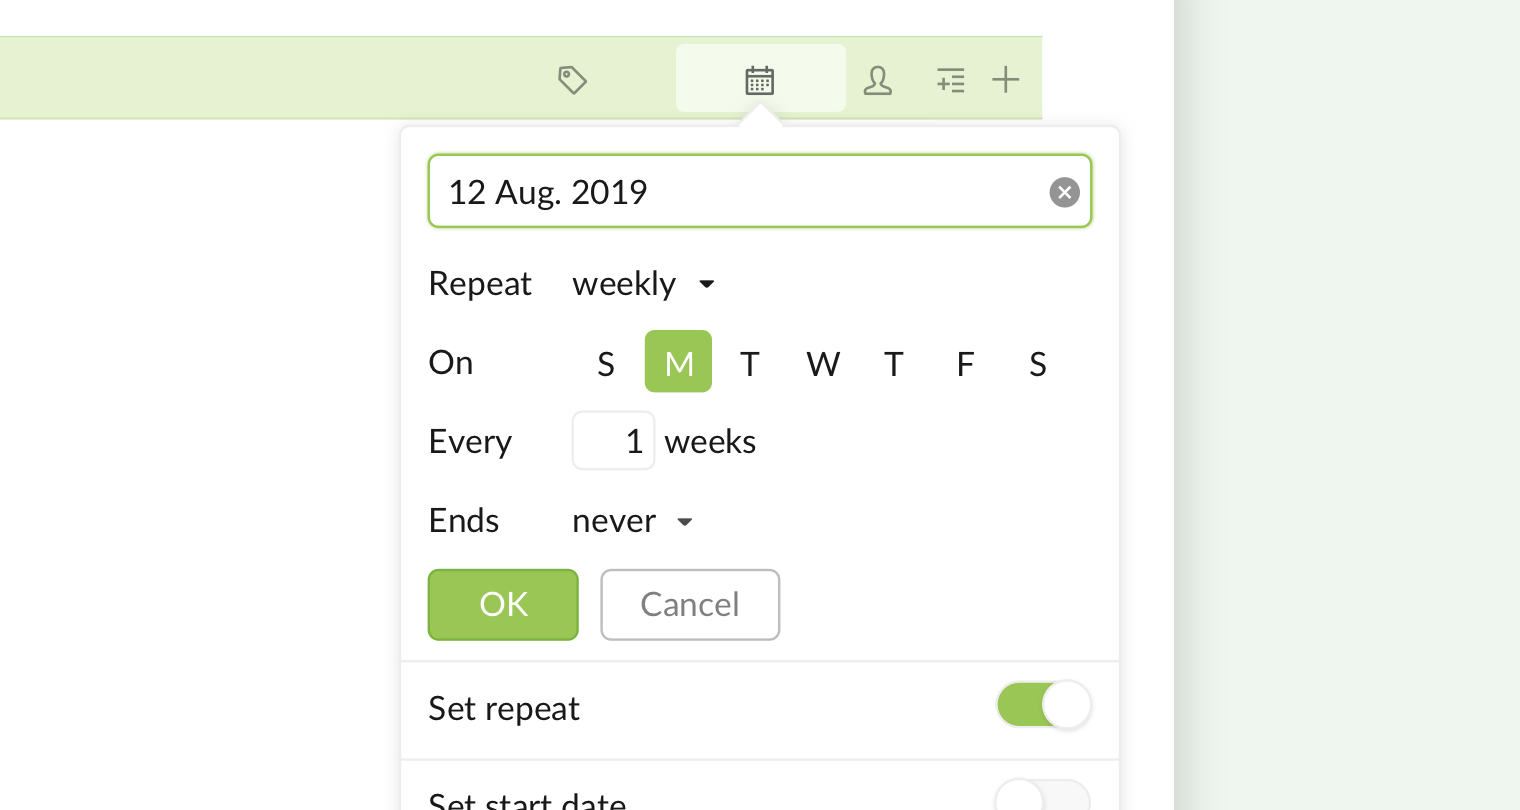 12 Aug. 2019
Repeat weekly
On S M T W T F S
Every 1 weeks
Ends never
OK Cancel
Set repeat
Set start date